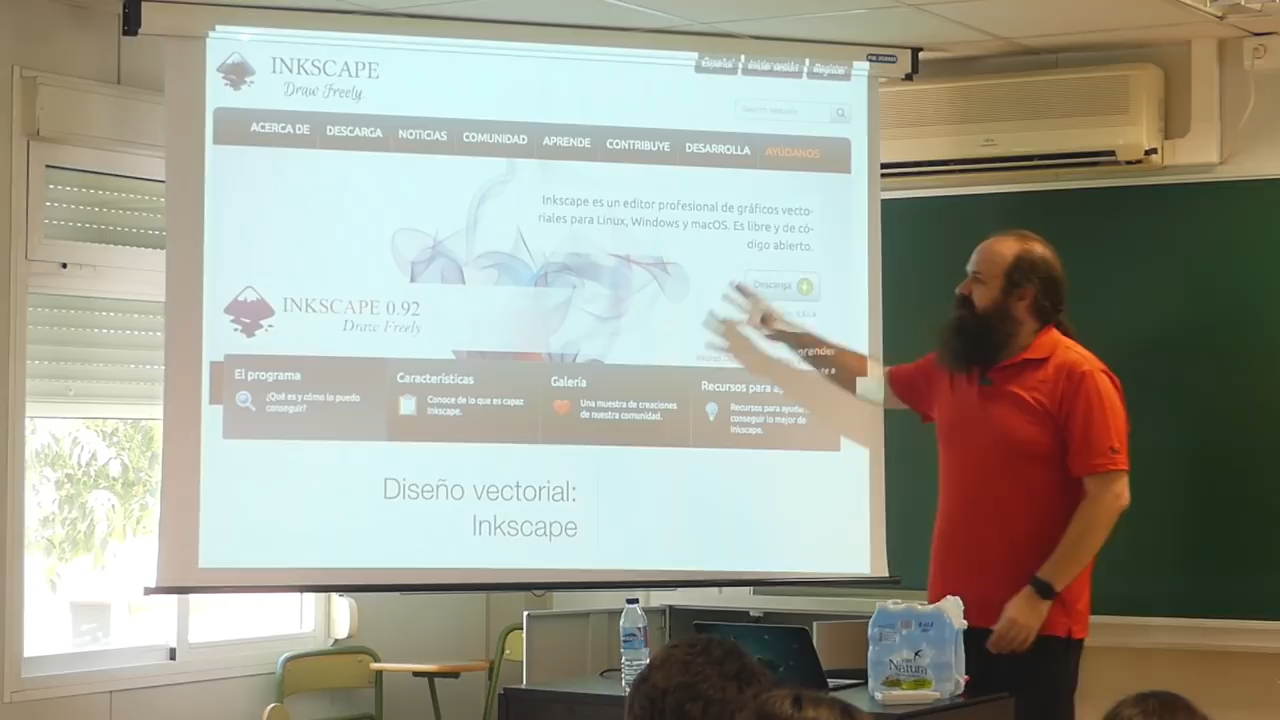 INKSCAPE
Draw Freely.
ACERCA DE DESCARGA NOTICIAS COMUNIDAD APRENDE CONTRIBUYE DESARROLLA AYÚDANOS
Inkscape es un editor profesional de gráficos vecto-
riales para Linux, Windows y macOS. Es libre y de có-
digo abierto.
Descarga
INKSCAPE 0.92
Draw Freely
El programa
¿Qué es y cómo lo puedo
conseguir?
Características
Conoce de lo que es capaz
Inkscape.
Galería
Una muestra de creaciones
de nuestra comunidad.
Recursos para
Recursos para
conseguir lo mejor de
Inkscape.
Diseño vectorial:
Inkscape
Natura